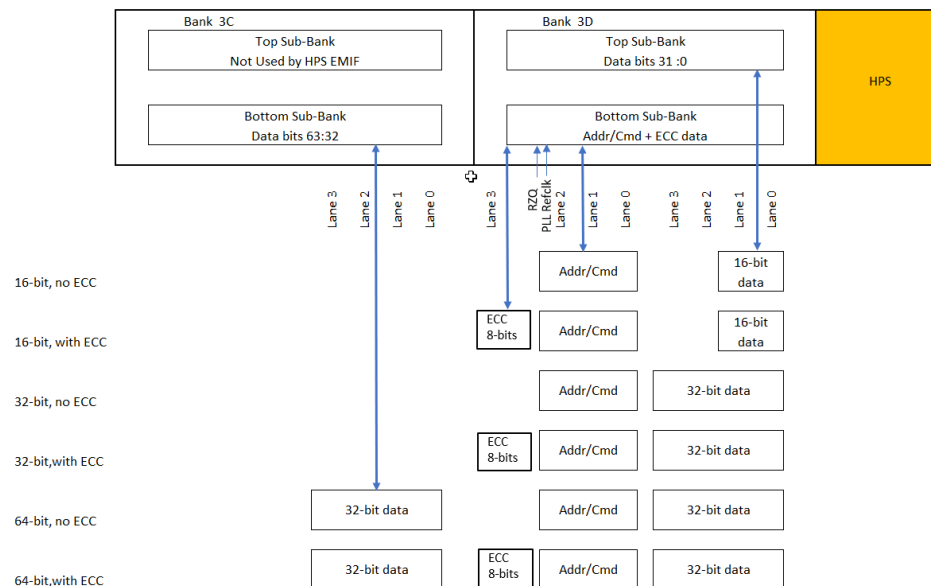 Bank 3C
Bank 3D
Top Sub-Bank
Not Used by HPS EMIF
Top Sub-Bank
Data bits 31 :0
HPS
Bottom Sub-Bank
Data bits 63:32
Bottom Sub-Bank
Addr/Cmd + ECC data
Lane 3
Lane 2
Lane 1
Lane 0
Lane 3
RZQ
PLL Refclk
Lane 2
Lane 1
Lane 0
Lane 3
Lane 2
Lane 1
Lane 0
16-bit, no ECC
Addr/Cmd
16-bit
data
16-bit, with ECC
ECC
8-bits
Addr/Cmd
16-bit
data
32-bit, no ECC
Addr/Cmd
32-bit data
32-bit,with ECC
ECC
8-bits
Addr/Cmd
32-bit data
64-bit, no ECC
32-bit data
Addr/Cmd
32-bit data
64-bit,with ECC
32-bit data
ECC
8-bits
Addr/Cmd
32-bit data